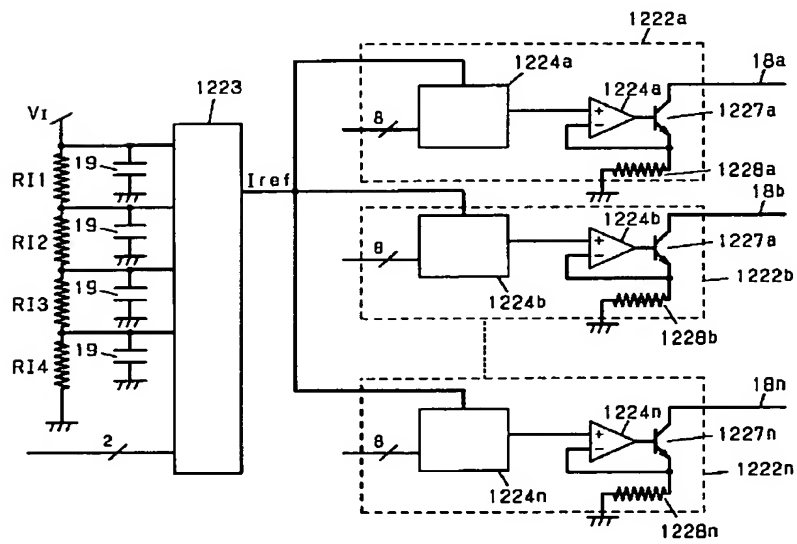 1222a
1224a
18a
1223
VI
8
1224a
+
−
1227a
19
RI1
Iref
1228a
18b
19
RI2
1224b
8
+
−
1227a
19
RI3
1224b
1222b
19
RI4
1228b
18n
1224n
2
8
+
−
1227n
1224n
1222n
1228n